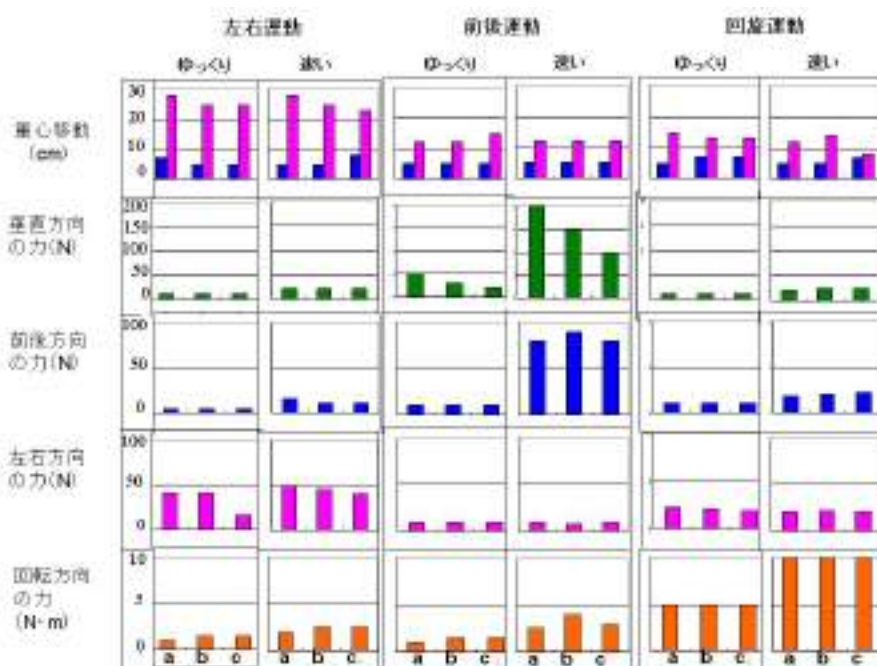 左右運動 前後運動 回旋運動
ゆっくり 速い ゆっくり 速い ゆっくり 速い
重心移動
(cm)
30
20
10
0
垂直方向
の力(N)
200
150
100
50
0
前後方向
の力(N)
100
50
0
左右方向
の力(N)
100
50
0
回転方向
の力
(N・m)
10
5
0
a b c a b c a b c a b c a b c a b c